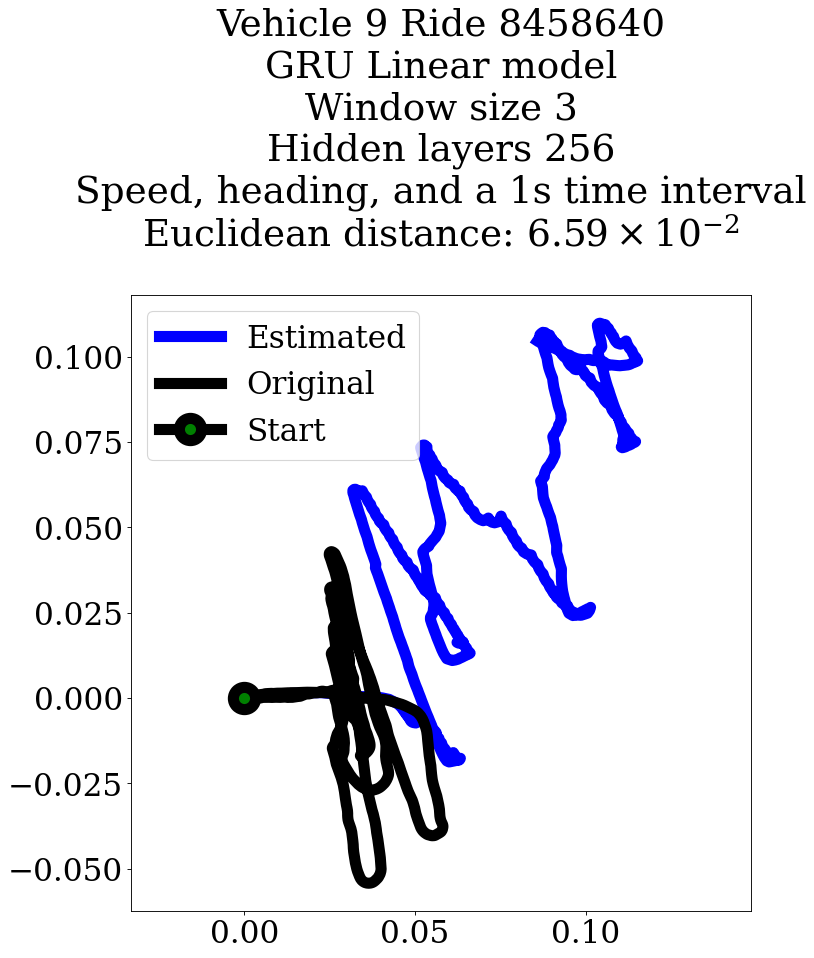 Vehicle 9 Ride 8458640
GRU Linear model
Window size 3
Hidden layers 256
Speed, heading, and a 1s time interval
Euclidean distance: 6.59 × 10⁻²
Estimated
Original
Start
0.100
0.075
0.050
0.025
0.000
−0.025
−0.050
0.00 0.05 0.10